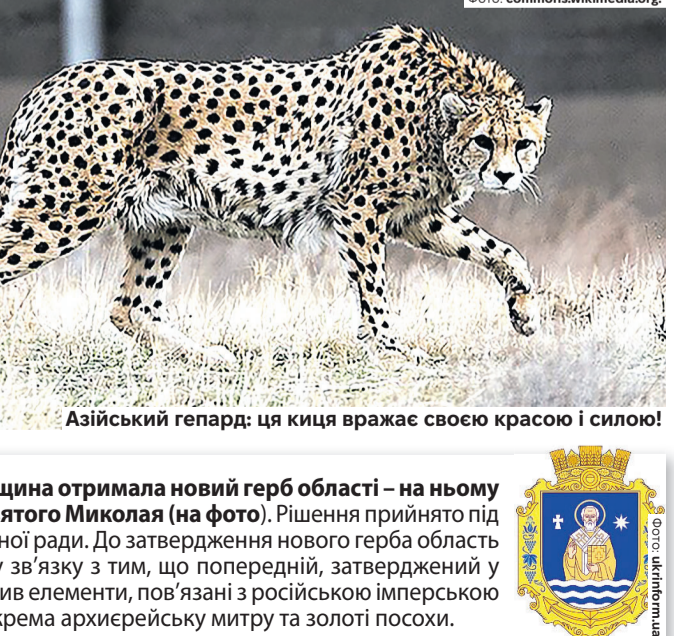 Фото: commons.wikimedia.org.
Азійський гепард: ця киця вражає своєю красою і силою!
щина отримала новий герб області – на ньому
ятого Миколая (на фото). Рішення прийнято під
ної ради. До затвердження нового герба область
у зв’язку з тим, що попередній, затверджений у
ив елементи, пов’язані з російською імперською
крема архиєрейську митру та золоті посохи.
Фото: ukrinform.ua